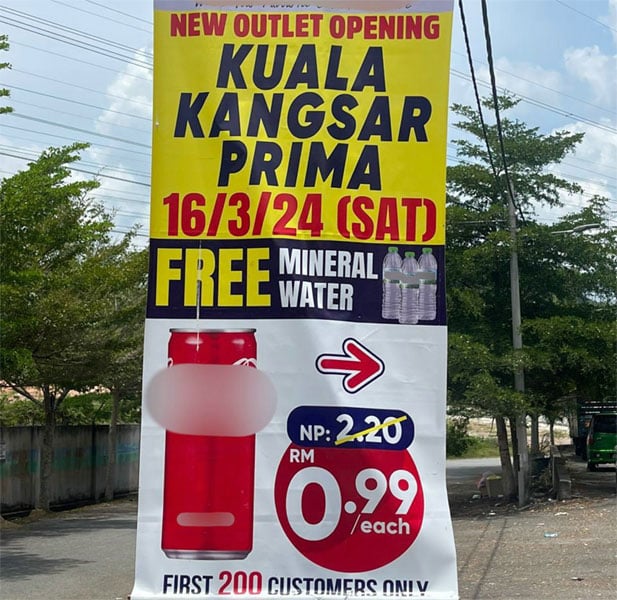 NEW OUTLET OPENING
KUALA
KANGSAR
PRIMA
16/3/24 (SAT)
FREE MINERAL
WATER
NP: 2.20
RM
0.99
/each
FIRST 200 CUSTOMERS ONLY